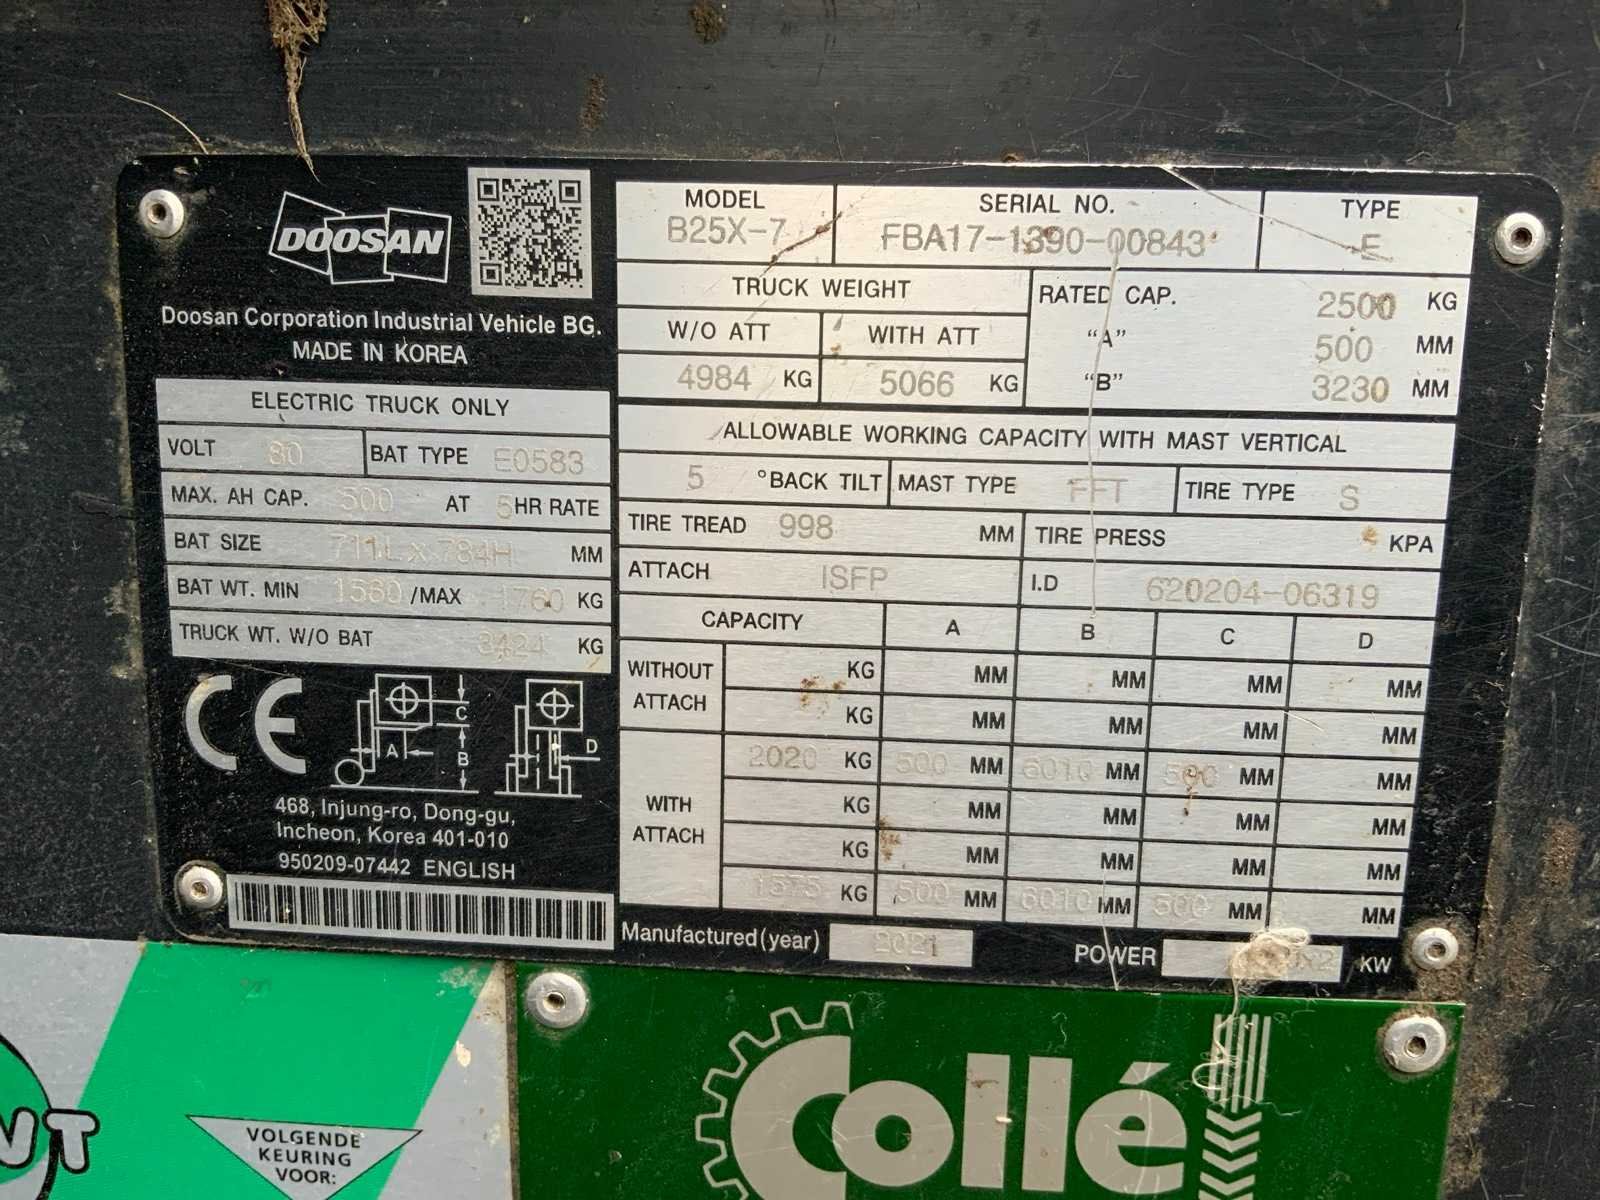 DOOSAN
Doosan Corporation Industrial Vehicle BG.
MADE IN KOREA
ELECTRIC TRUCK ONLY
VOLT 80 BAT TYPE E0583
MAX. AH CAP. 500 AT 5 HR RATE
BAT SIZE 711L x 784H MM
BAT WT. MIN 1560 /MAX 1760 KG
TRUCK WT. W/O BAT 3424 KG
CE
C
A
B
D
468, Injung-ro, Dong-gu,
Incheon, Korea 401-010
950209-07442 ENGLISH
MODEL SERIAL NO. TYPE
B25X-7 FBA17-1390-00843 E
TRUCK WEIGHT
W/O ATT WITH ATT
4984 KG 5066 KG
RATED CAP. 2500 KG
"A" 500 MM
"B" 3230 MM
ALLOWABLE WORKING CAPACITY WITH MAST VERTICAL
5 °BACK TILT MAST TYPE FFT TIRE TYPE S
TIRE TREAD 998 MM TIRE PRESS KPA
ATTACH ISFP I.D 620204-06319
CAPACITY A B C D
WITHOUT
ATTACH
KG MM MM MM MM
KG MM MM MM MM
WITH
ATTACH
2020 KG 500 MM 6010 MM 500 MM MM
KG MM MM MM MM
KG MM MM MM MM
1575 KG 500 MM 6010 MM 500 MM MM
Manufactured (year) 2021 POWER KW
NT
VOLGENDE
KEURING
VOOR:
Collé